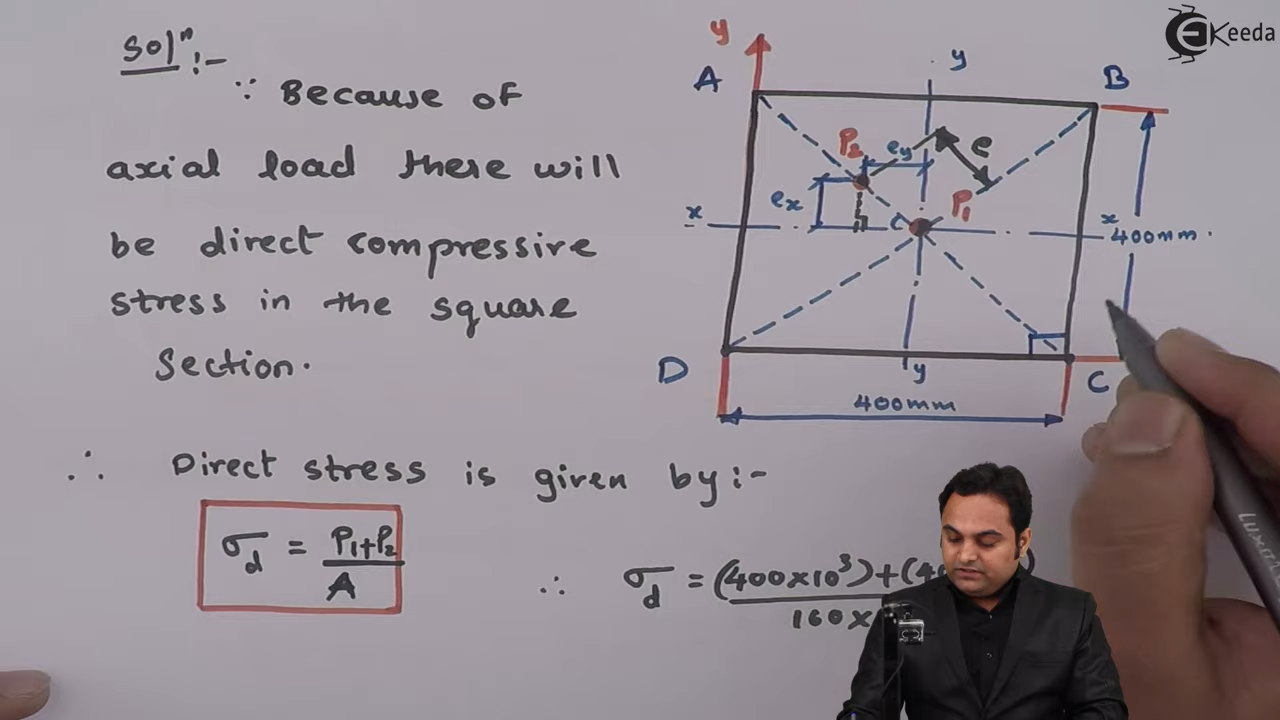 Solⁿ :-
∵ Because of
axial load there will
be direct compressive
stress in the square
Section.
∴ Direct stress is given by :-
σd = P1+P2 / A
∴ σd = (400×10³)+(4
160×
Ekeeda
y
y
A
B
P2
ey
e
ex
P1
x
C
x
400mm.
D
y
C
400mm
Luxor